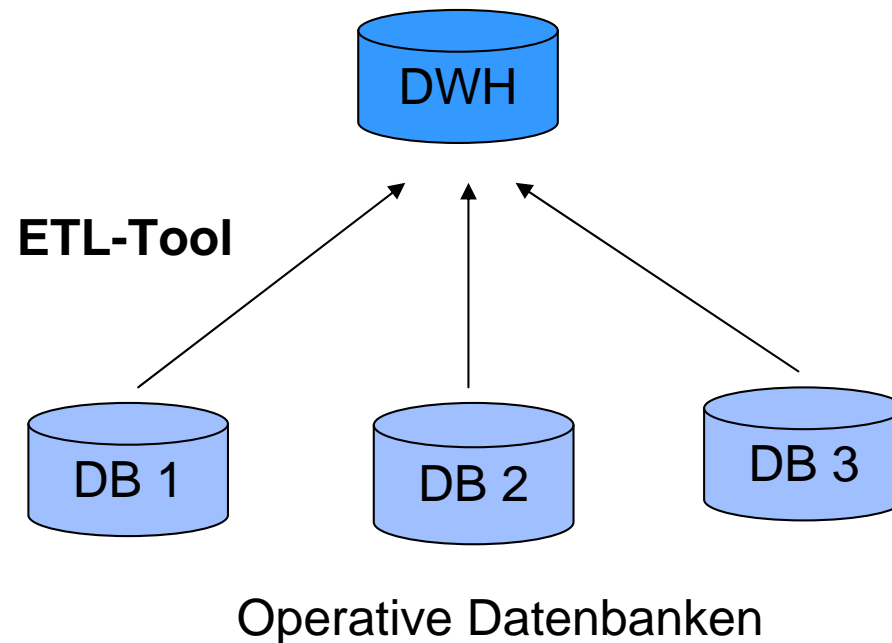 DWH
ETL-Tool
DB 1
DB 2
DB 3
Operative Datenbanken